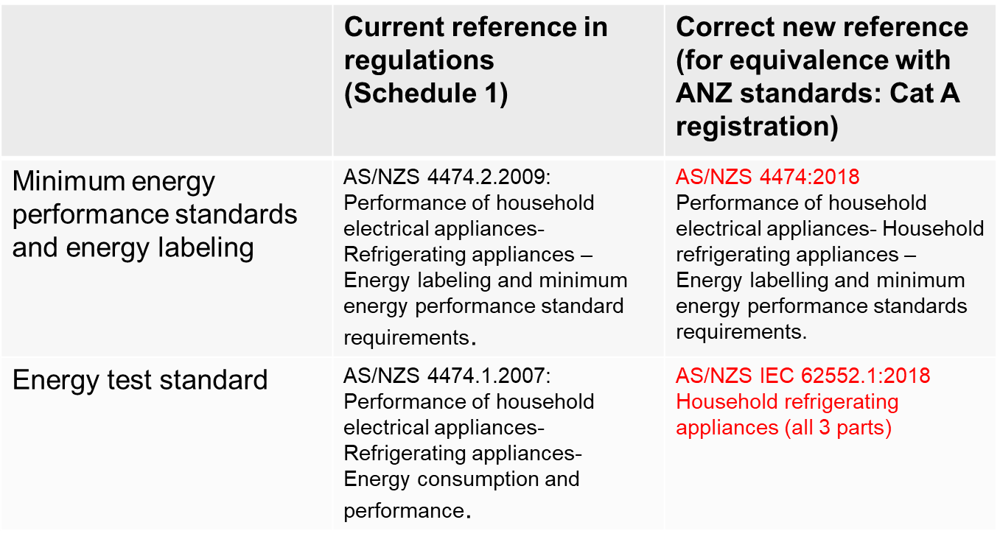 Current reference in
regulations
(Schedule 1)
Correct new reference
(for equivalence with
ANZ standards: Cat A
registration)
Minimum energy
performance standards
and energy labeling
AS/NZS 4474.2.2009:
Performance of household
electrical appliances-
Refrigerating appliances –
Energy labeling and minimum
energy performance standard
requirements.
AS/NZS 4474:2018
Performance of household
electrical appliances- Household
refrigerating appliances –
Energy labelling and minimum
energy performance standards
requirements.
Energy test standard
AS/NZS 4474.1.2007:
Performance of household
electrical appliances-
Refrigerating appliances-
Energy consumption and
performance.
AS/NZS IEC 62552.1:2018
Household refrigerating
appliances (all 3 parts)